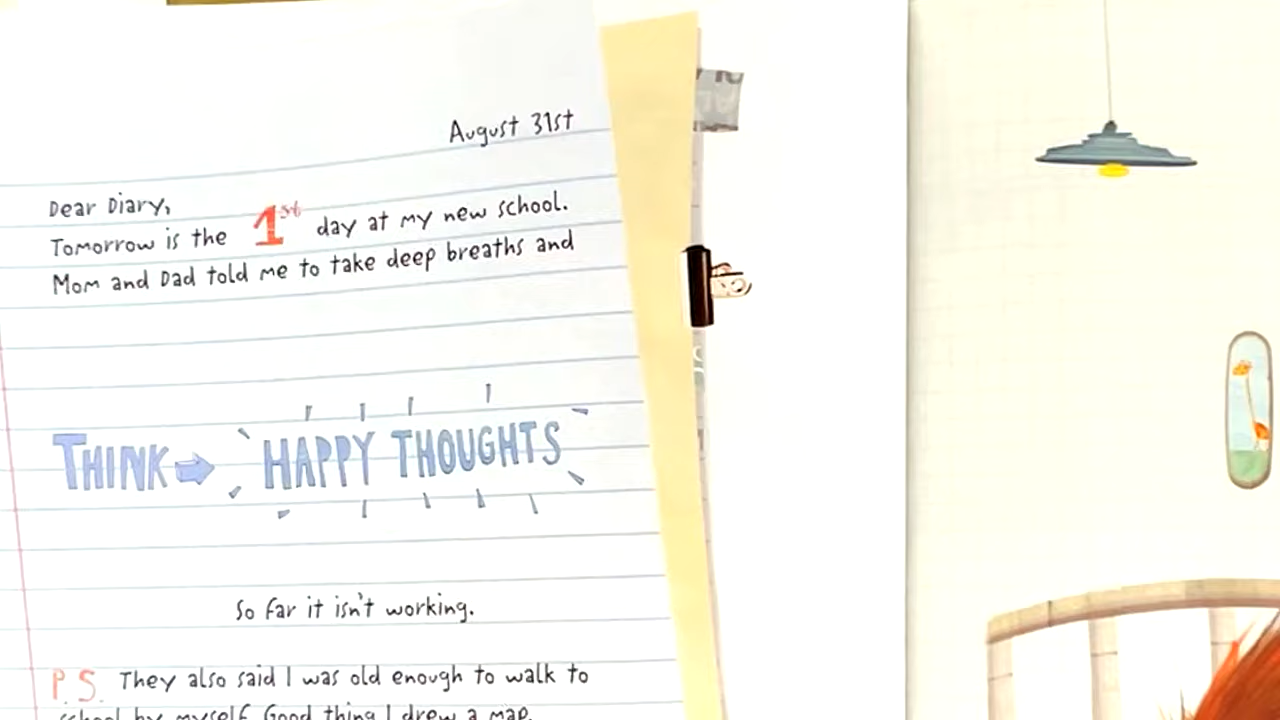 August 31st
Dear Diary,
Tomorrow is the 1st day at my new school.
Mom and Dad told me to take deep breaths and
THINK HAPPY THOUGHTS
So far it isn't working.
P.S. They also said I was old enough to walk to
school by myself. Good thing I drew a map.